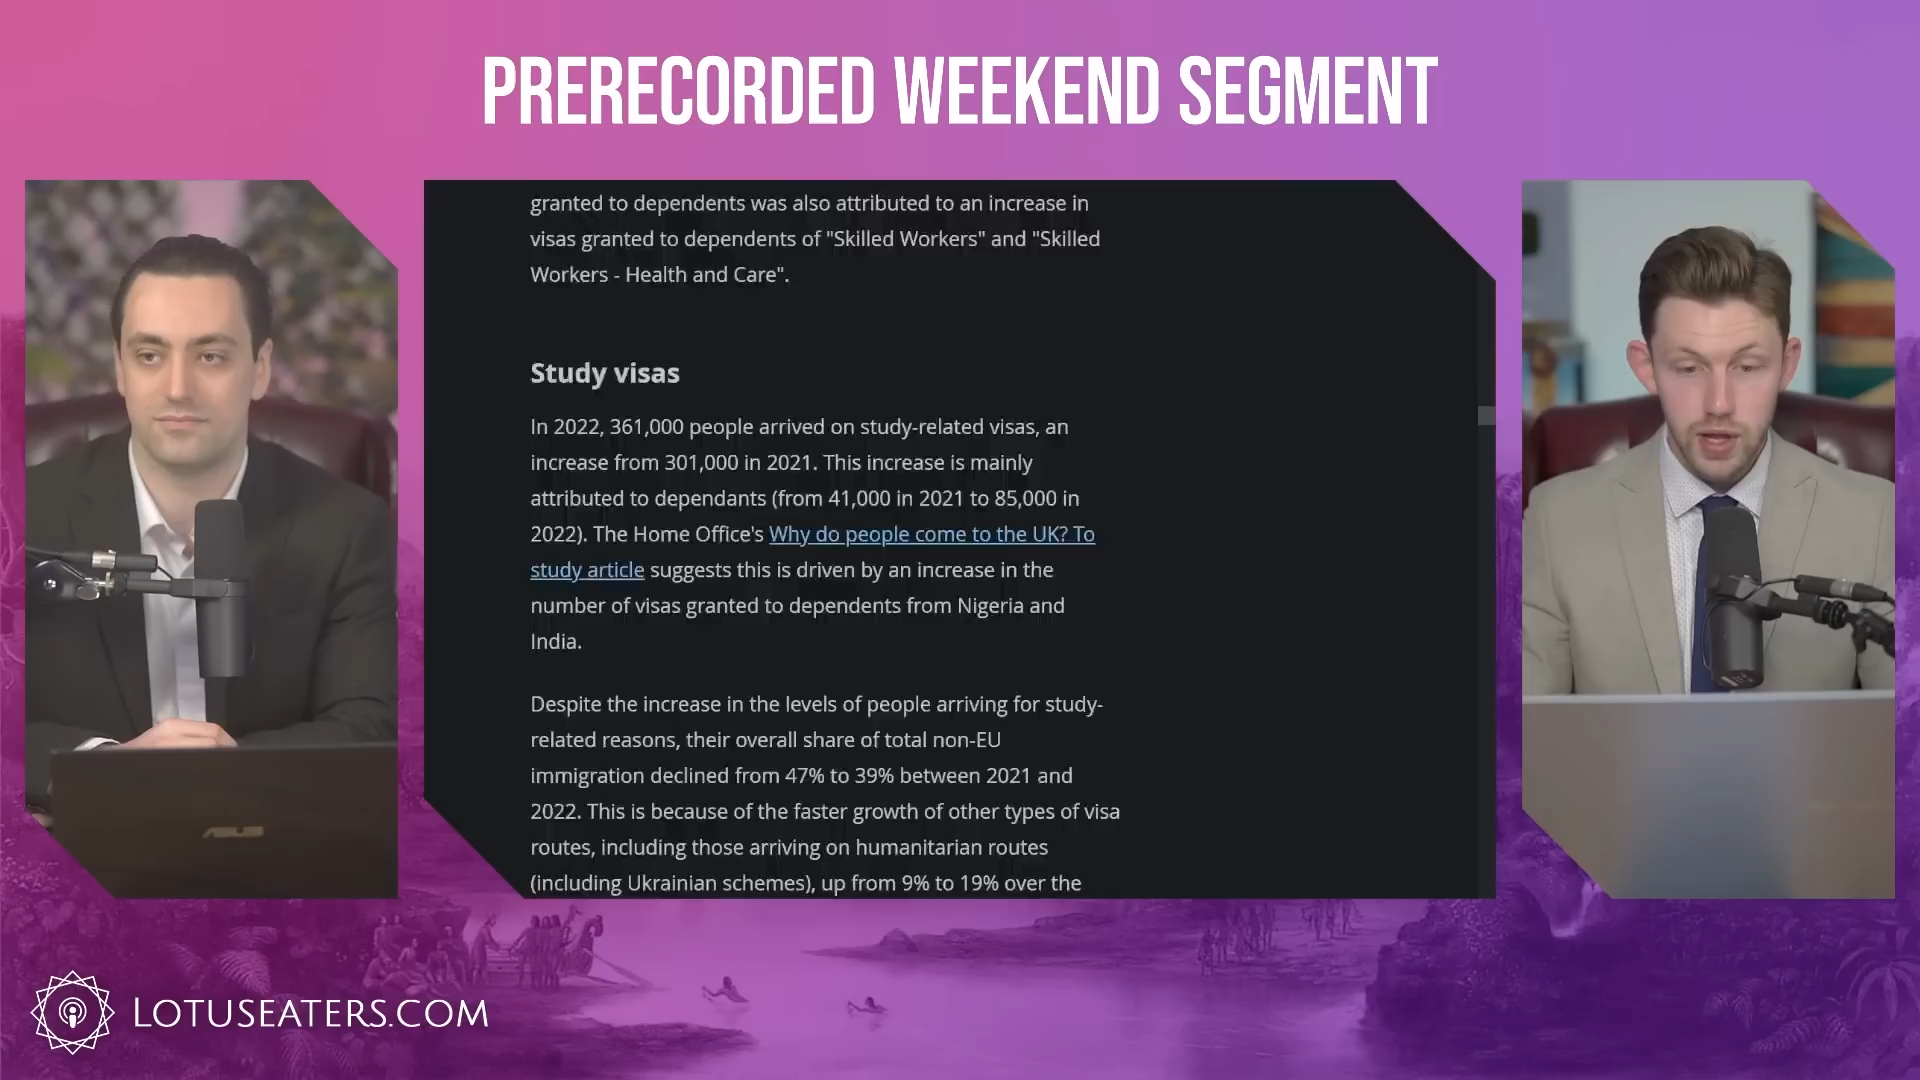 PRERECORDED WEEKEND SEGMENT
granted to dependents was also attributed to an increase in
visas granted to dependents of "Skilled Workers" and "Skilled
Workers - Health and Care".
Study visas
In 2022, 361,000 people arrived on study-related visas, an
increase from 301,000 in 2021. This increase is mainly
attributed to dependants (from 41,000 in 2021 to 85,000 in
2022). The Home Office's Why do people come to the UK? To
study article suggests this is driven by an increase in the
number of visas granted to dependents from Nigeria and
India.
Despite the increase in the levels of people arriving for study-
related reasons, their overall share of total non-EU
immigration declined from 47% to 39% between 2021 and
2022. This is because of the faster growth of other types of visa
routes, including those arriving on humanitarian routes
(including Ukrainian schemes), up from 9% to 19% over the
ASUS
LOTUSEATERS.COM